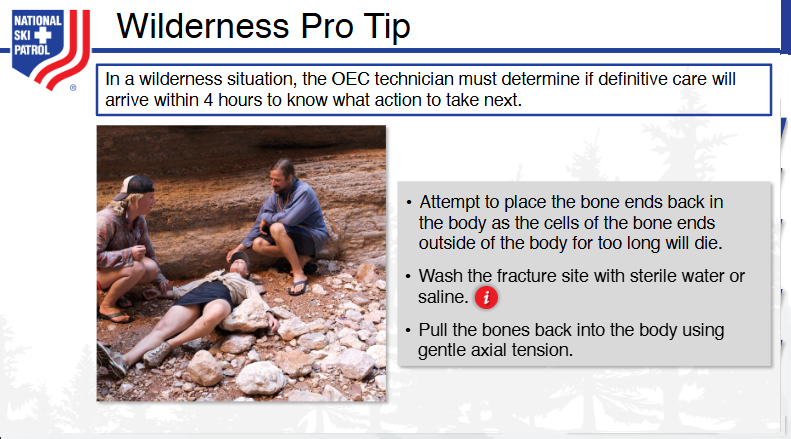 NATIONAL
SKI
PATROL
®
Wilderness Pro Tip
In a wilderness situation, the OEC technician must determine if definitive care will
arrive within 4 hours to know what action to take next.
• Attempt to place the bone ends back in
the body as the cells of the bone ends
outside of the body for too long will die.
• Wash the fracture site with sterile water or
saline. i
• Pull the bones back into the body using
gentle axial tension.